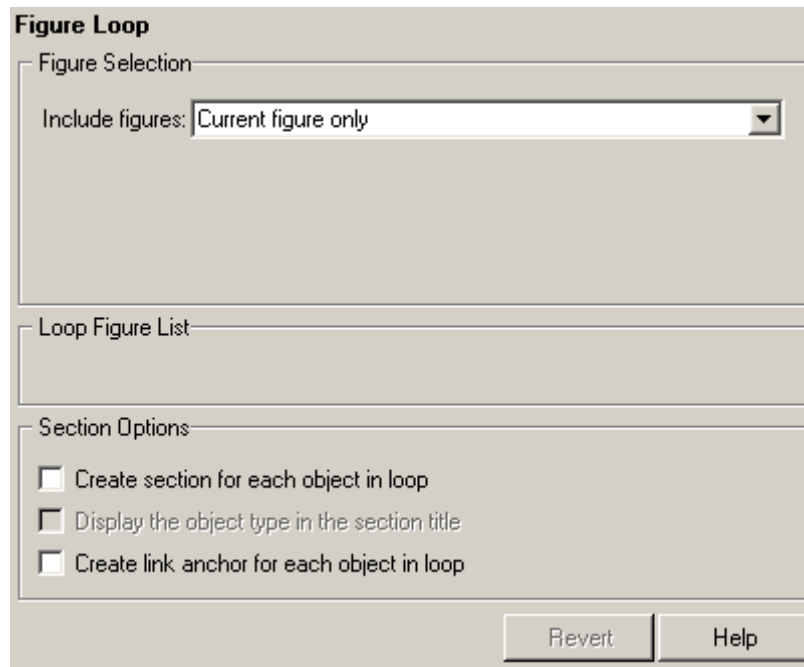 Figure Loop
Figure Selection
Include figures: Current figure only
Loop Figure List
Section Options
Create section for each object in loop
Display the object type in the section title
Create link anchor for each object in loop
Revert Help